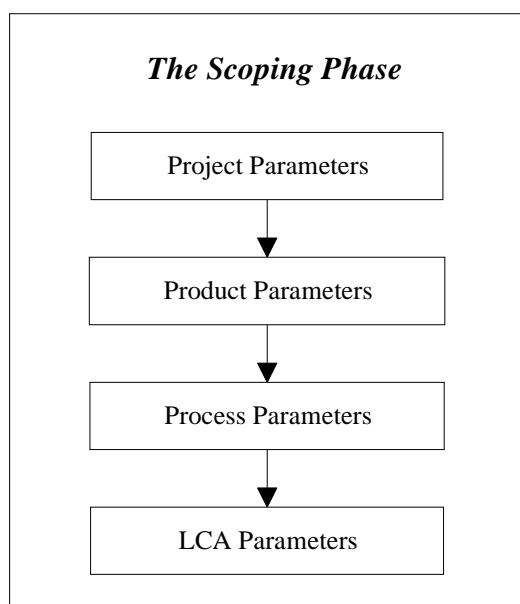 The Scoping Phase
Project Parameters
Product Parameters
Process Parameters
LCA Parameters